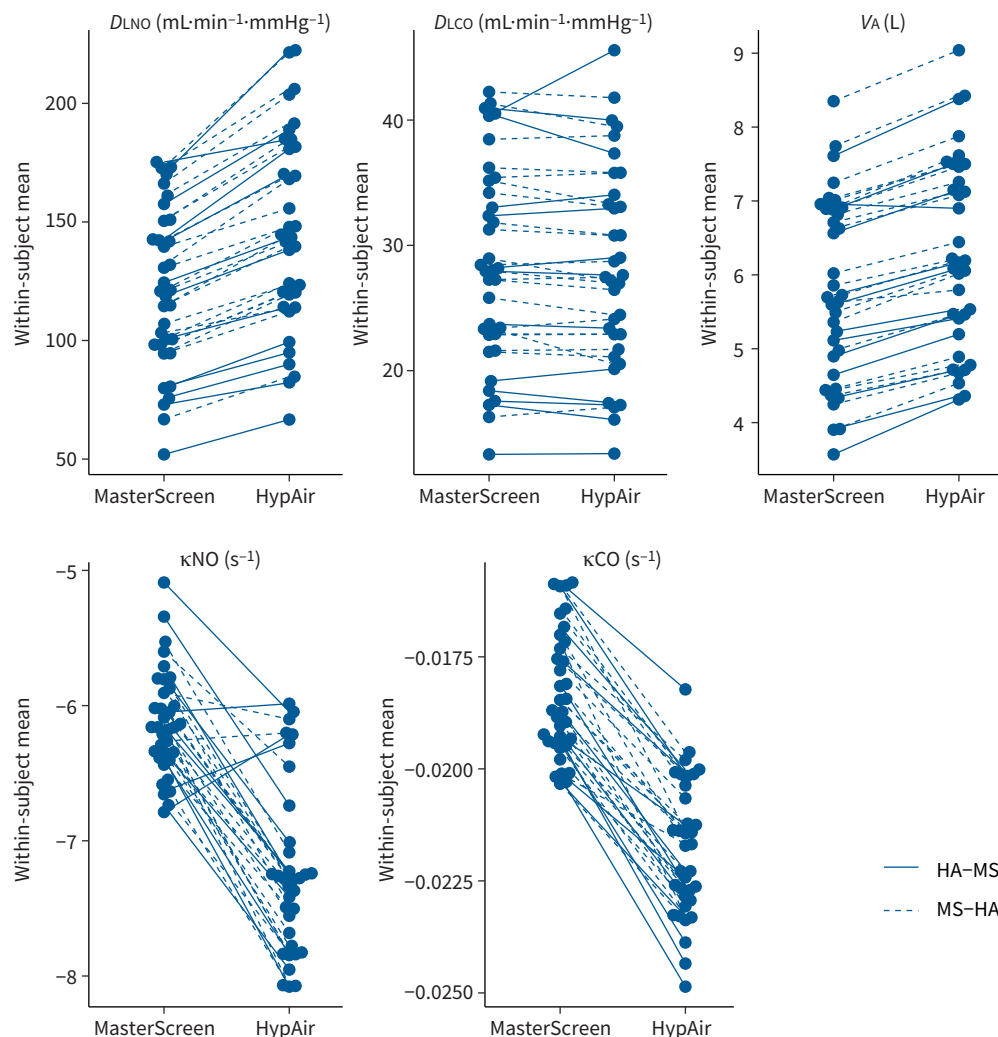 DLNO (mL·min⁻¹·mmHg⁻¹)
DLCO (mL·min⁻¹·mmHg⁻¹)
VA (L)
Within-subject mean
200
150
100
50
MasterScreen
HypAir
Within-subject mean
40
30
20
MasterScreen
HypAir
Within-subject mean
9
8
7
6
5
4
MasterScreen
HypAir
κNO (s⁻¹)
κCO (s⁻¹)
Within-subject mean
−5
−6
−7
−8
MasterScreen
HypAir
Within-subject mean
−0.0175
−0.0200
−0.0225
−0.0250
MasterScreen
HypAir
HA−MS
MS−HA